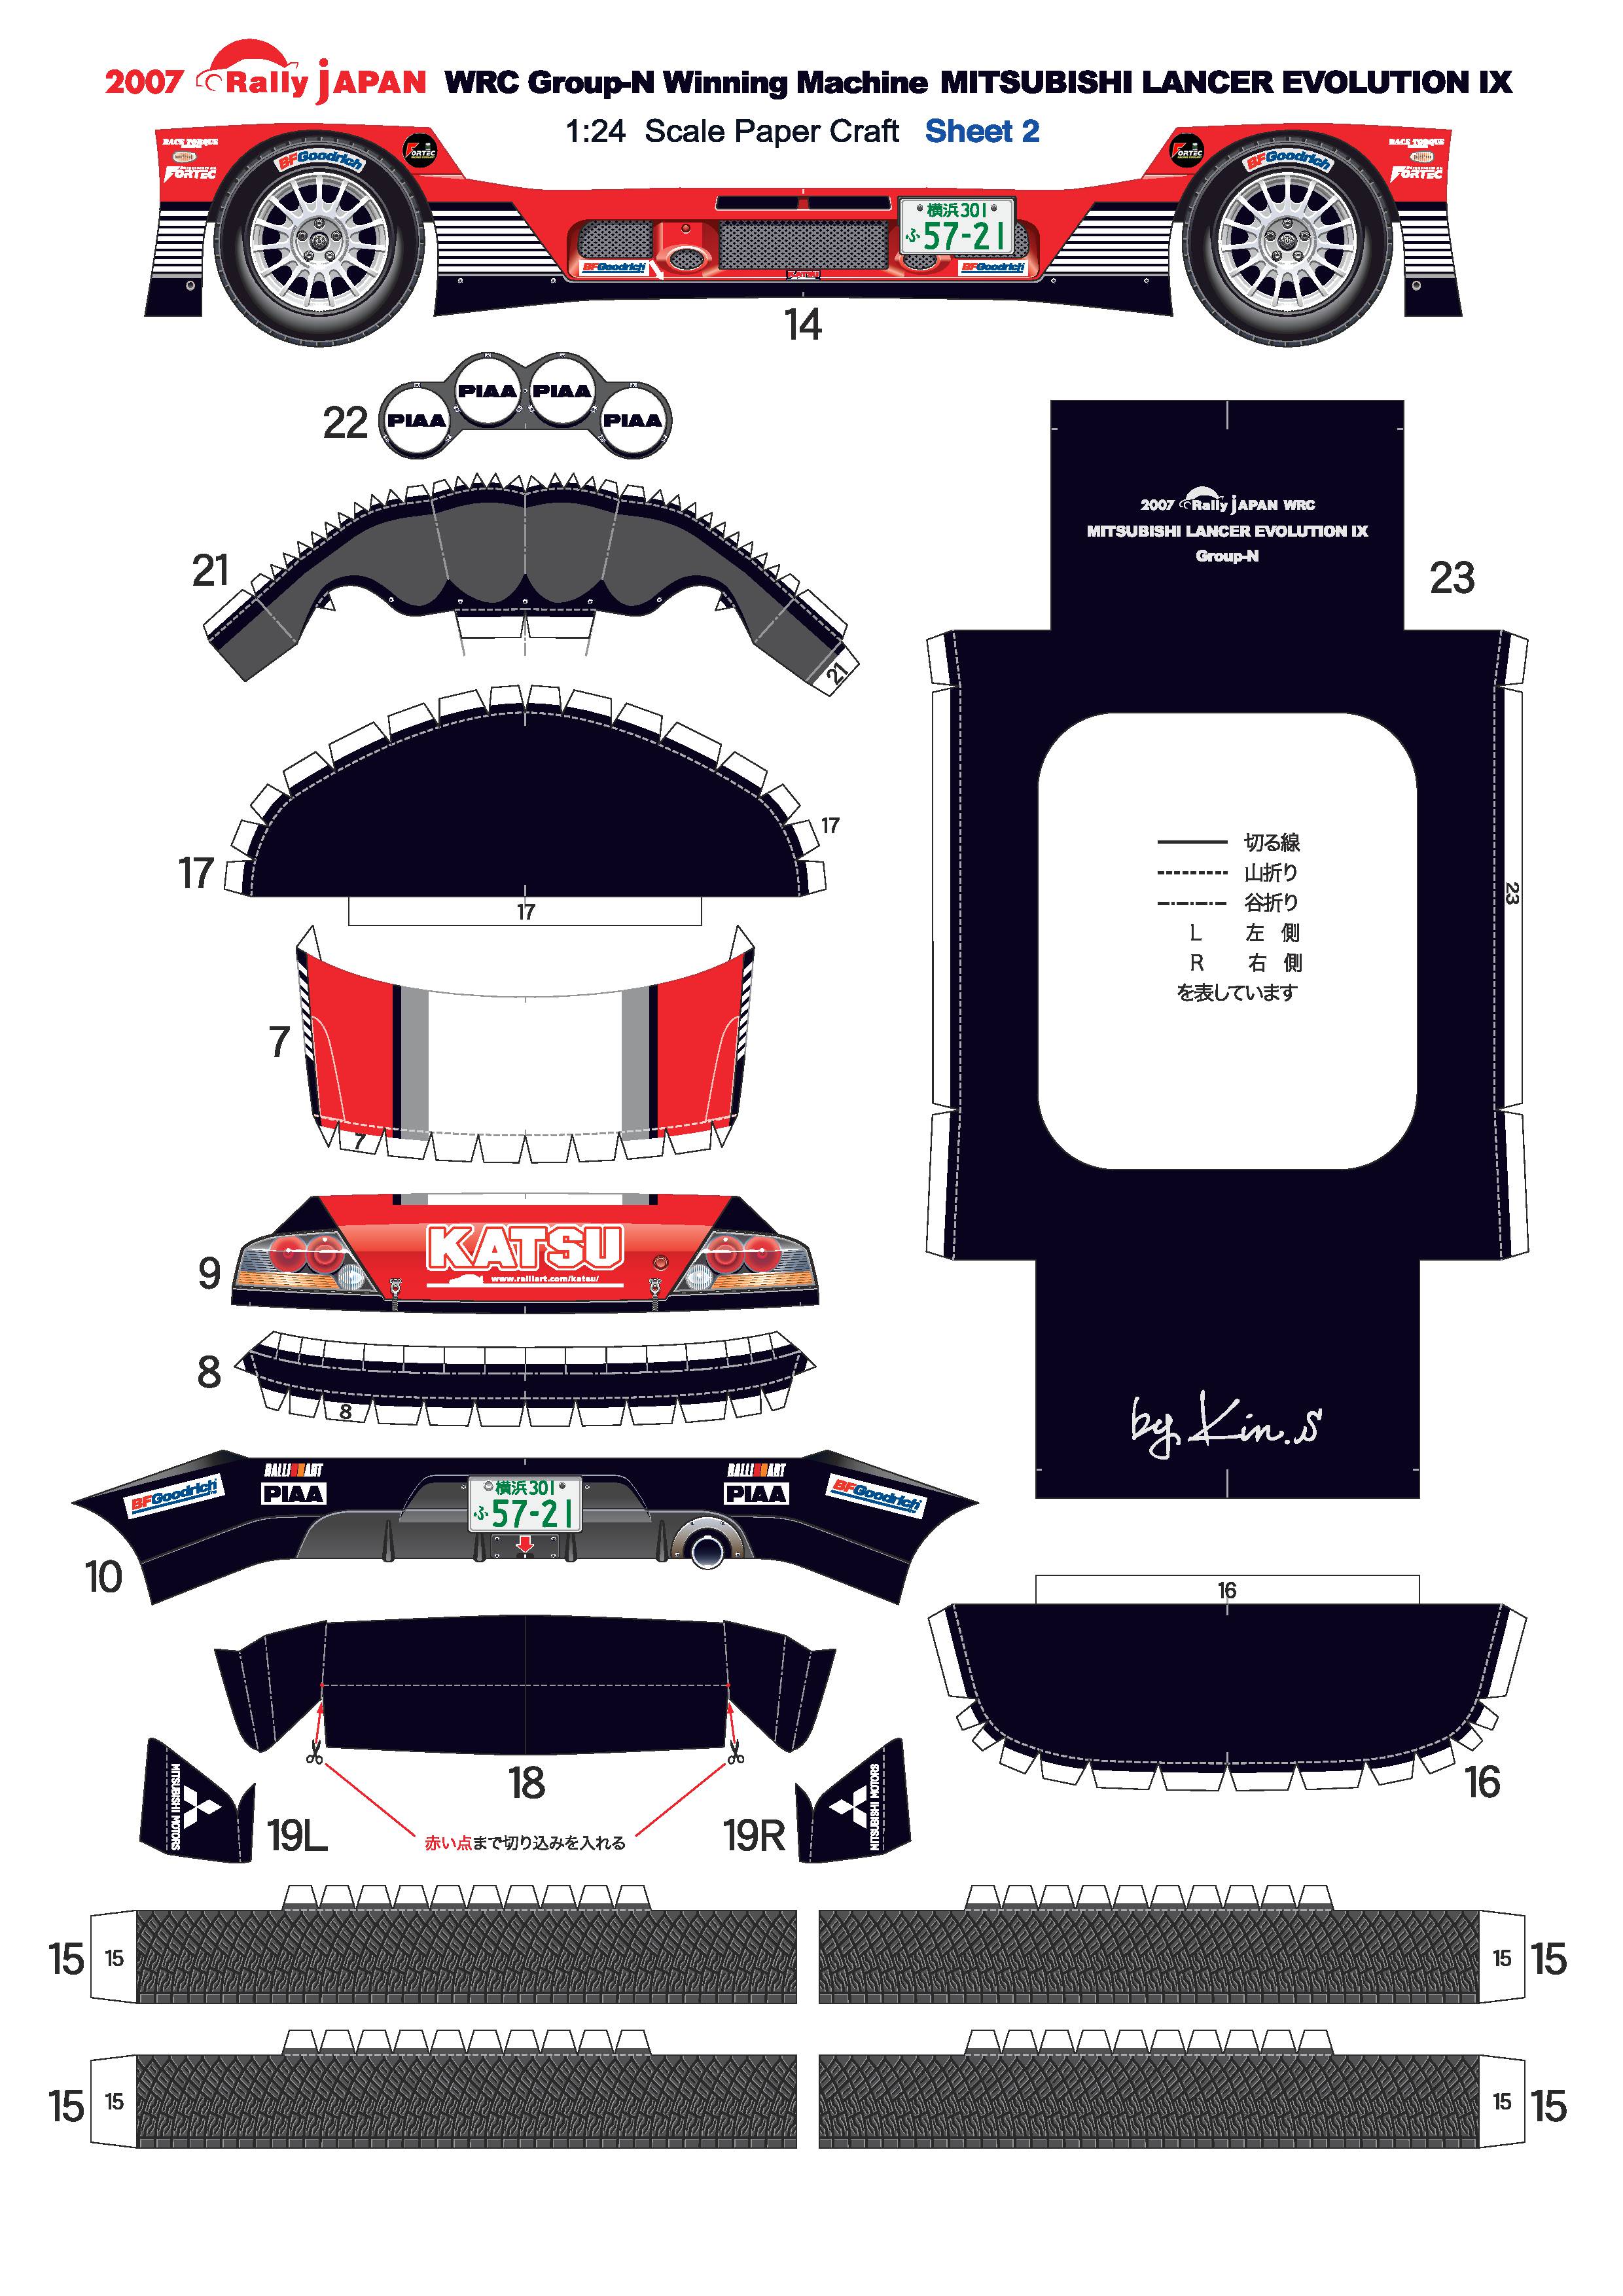 2007 Rally jAPAN WRC Group-N Winning Machine MITSUBISHI LANCER EVOLUTION IX
1:24 Scale Paper Craft Sheet 2
RACE TORQUE
FORTEC
BFGoodrich
FORTEC
横浜301
ふ 57-21
BFGoodrich
KATSU
BFGoodrich
FORTEC
BFGoodrich
RACE TORQUE
FORTEC
14
22
PIAA
PIAA
PIAA
PIAA
2007 Rally jAPAN WRC
MITSUBISHI LANCER EVOLUTION IX
Group-N
23
21
21
17
17
17
切る線
山折り
谷折り
L 左 側
R 右 側
を表しています
23
7
7
9
KATSU
www.ralliart.com/katsu/
8
8
by Kin.s
10
BFGoodrich
RALLIART
PIAA
横浜301
ふ 57-21
RALLIART
PIAA
BFGoodrich
16
16
18
MITSUBISHI MOTORS
19L
赤い点まで切り込みを入れる
19R
MITSUBISHI MOTORS
15
15
15
15
15
15
15
15